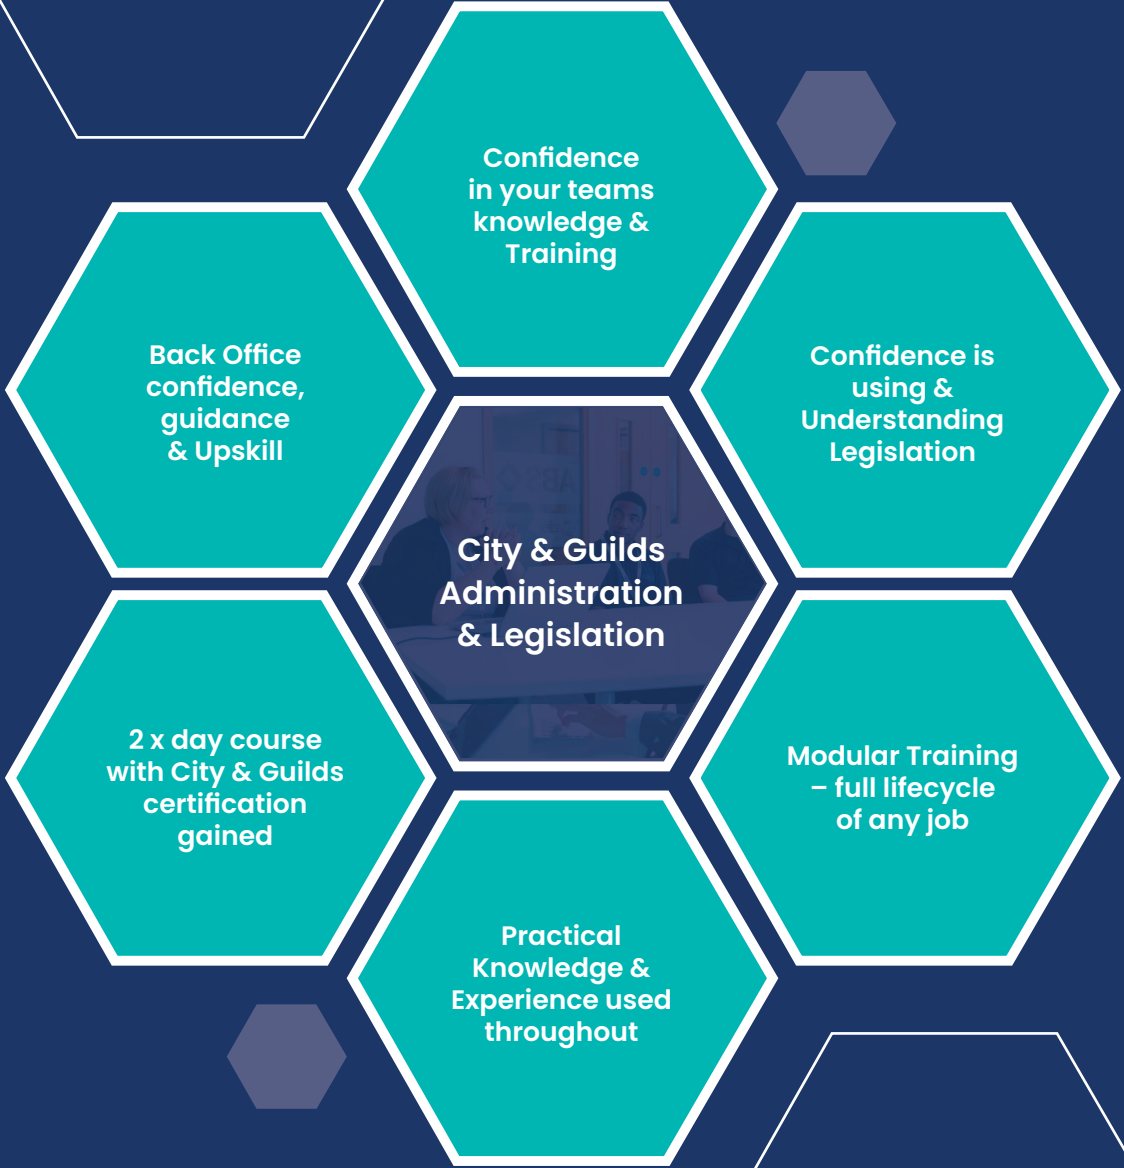 Confidence
in your teams
knowledge &
Training
Back Office
confidence,
guidance
& Upskill
Confidence is
using &
Understanding
Legislation
City & Guilds
Administration
& Legislation
2 x day course
with City & Guilds
certification
gained
Modular Training
– full lifecycle
of any job
Practical
Knowledge &
Experience used
throughout